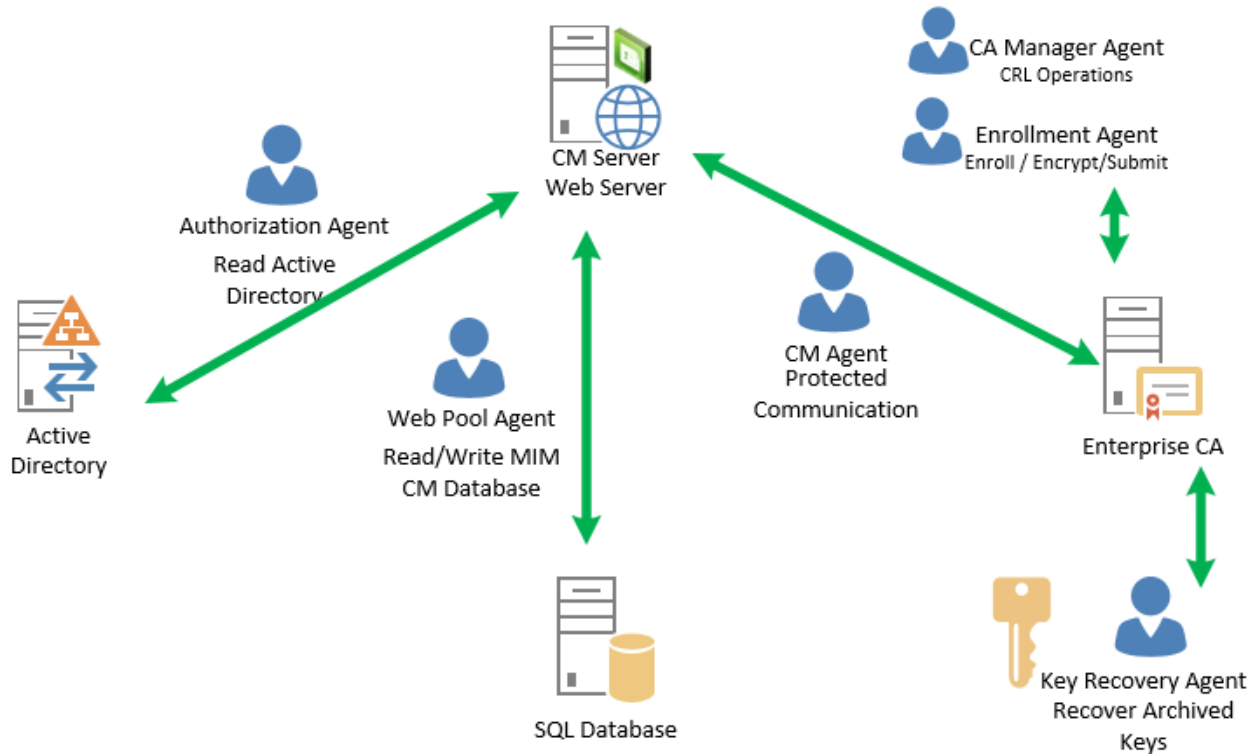 CM Server
Web Server
CA Manager Agent
CRL Operations
Enrollment Agent
Enroll / Encrypt/Submit
Authorization Agent
Read Active
Directory
CM Agent
Protected
Communication
Web Pool Agent
Read/Write MIM
CM Database
Active
Directory
Enterprise CA
SQL Database
Key Recovery Agent
Recover Archived
Keys